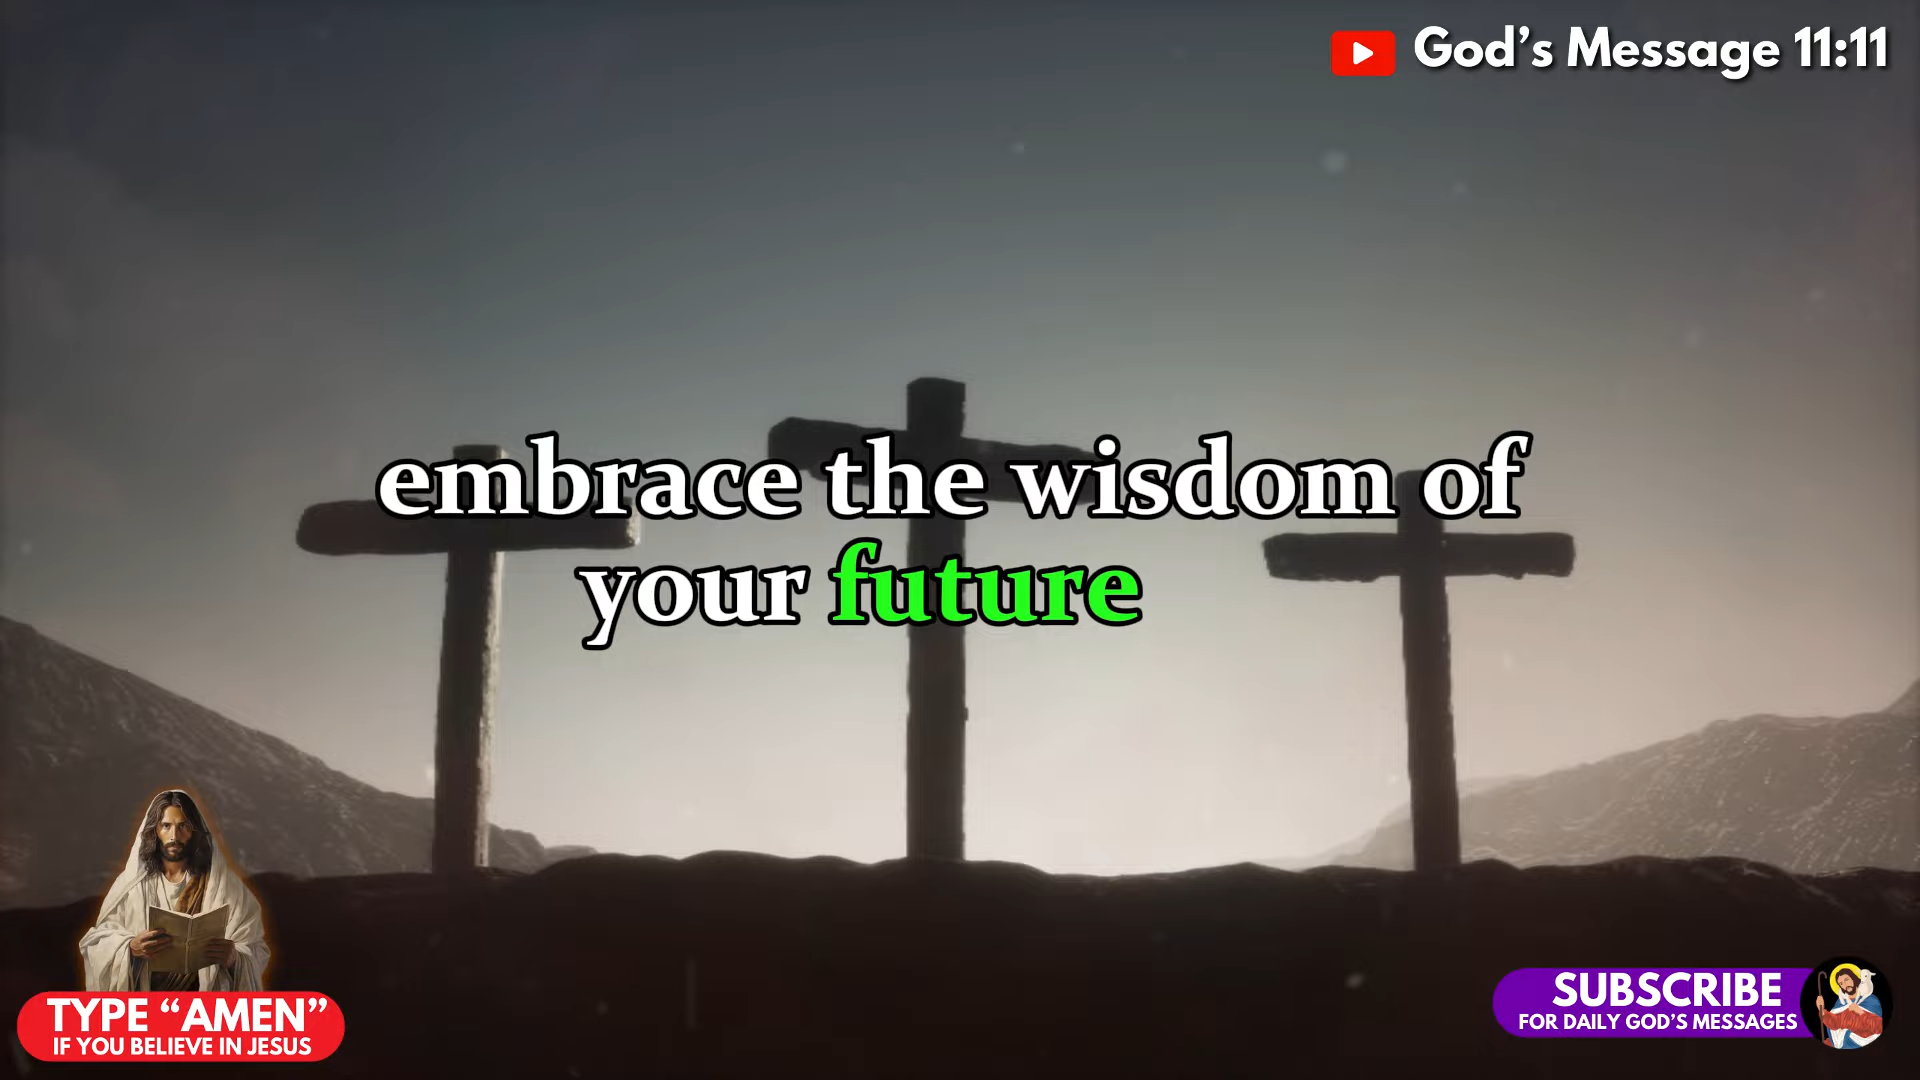 God’s Message 11:11
embrace the wisdom of
your future
TYPE “AMEN”
IF YOU BELIEVE IN JESUS
SUBSCRIBE
FOR DAILY GOD’S MESSAGES